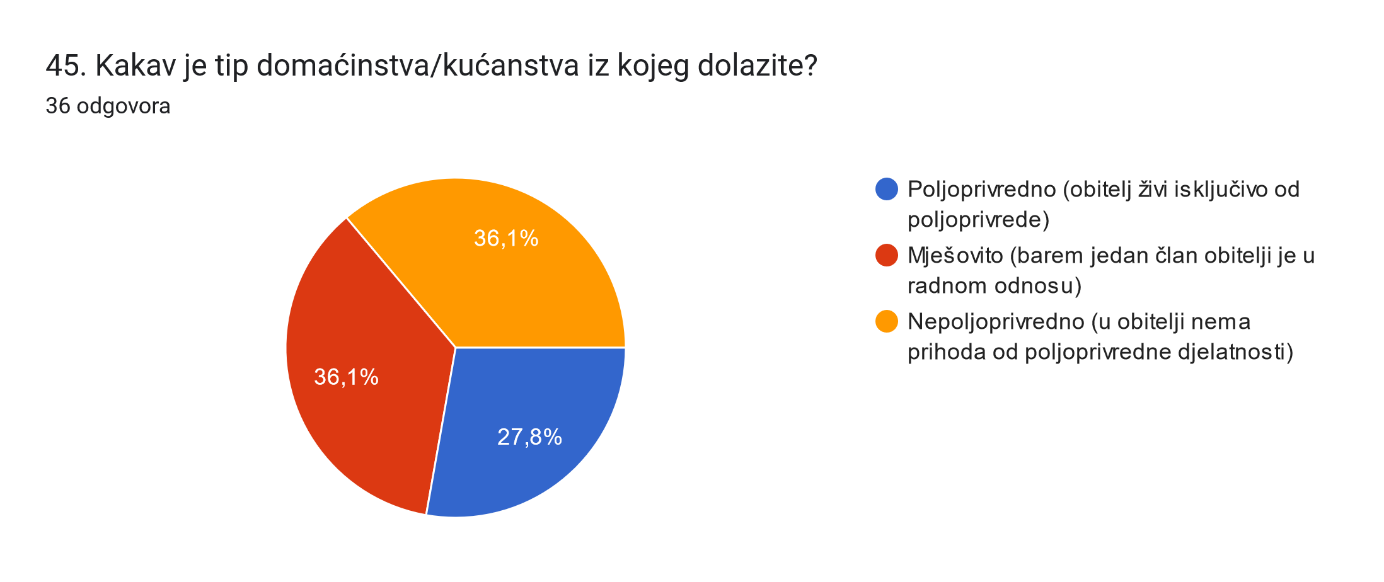 45. Kakav je tip domaćinstva/kućanstva iz kojeg dolazite?
36 odgovora
36,1%
36,1%
27,8%
Poljoprivredno (obitelj živi isključivo od
poljoprivrede)
Mješovito (barem jedan član obitelji je u
radnom odnosu)
Nepoljoprivredno (u obitelji nema
prihoda od poljoprivredne djelatnosti)